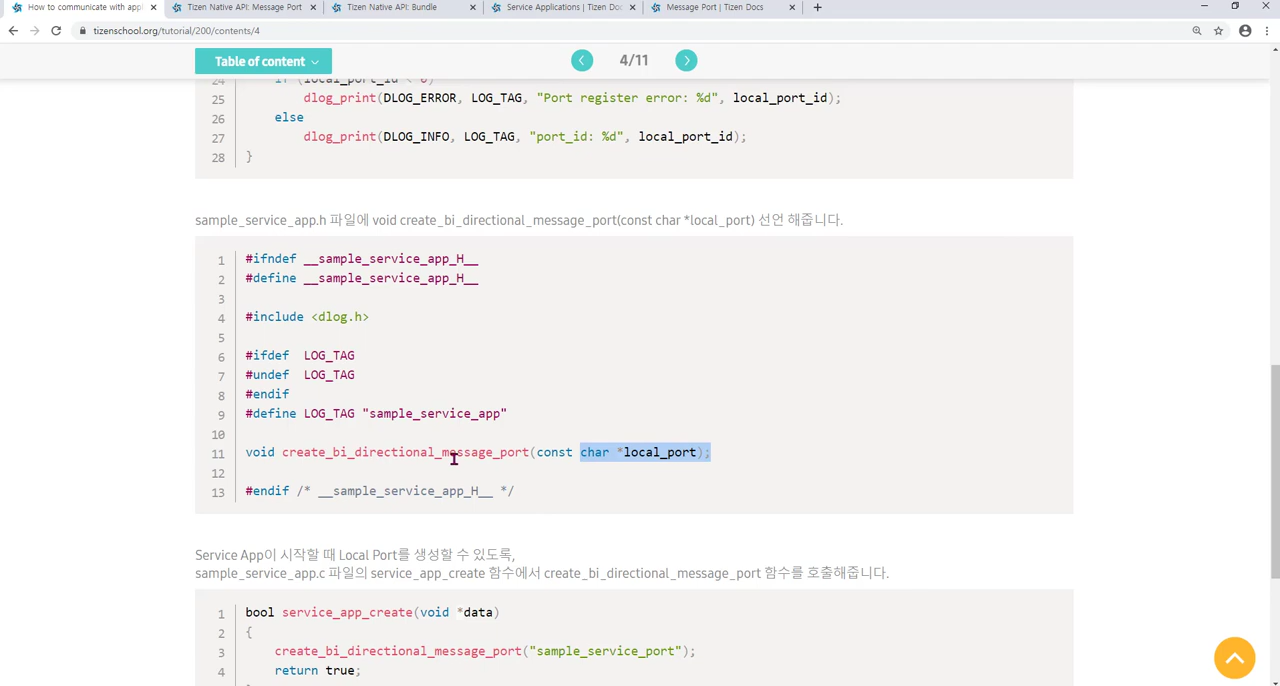 How to communicate with appl
Tizen Native API: Message Port
Tizen Native API: Bundle
Service Applications | Tizen Doc
Message Port | Tizen Docs
tizenschool.org/tutorial/200/contents/4
Table of content
4/11
24 if (local_port_id < 0)
25 dlog_print(DLOG_ERROR, LOG_TAG, "Port register error: %d", local_port_id);
26 else
27 dlog_print(DLOG_INFO, LOG_TAG, "port_id: %d", local_port_id);
28 }
sample_service_app.h 파일에 void create_bi_directional_message_port(const char *local_port) 선언 해줍니다.
1 #ifndef __sample_service_app_H__
2 #define __sample_service_app_H__
3
4 #include <dlog.h>
5
6 #ifdef LOG_TAG
7 #undef LOG_TAG
8 #endif
9 #define LOG_TAG "sample_service_app"
10
11 void create_bi_directional_message_port(const char *local_port);
12
13 #endif /* __sample_service_app_H__ */
Service App이 시작할 때 Local Port를 생성할 수 있도록,
sample_service_app.c 파일의 service_app_create 함수에서 create_bi_directional_message_port 함수를 호출해줍니다.
1 bool service_app_create(void *data)
2 {
3 create_bi_directional_message_port("sample_service_port");
4 return true;